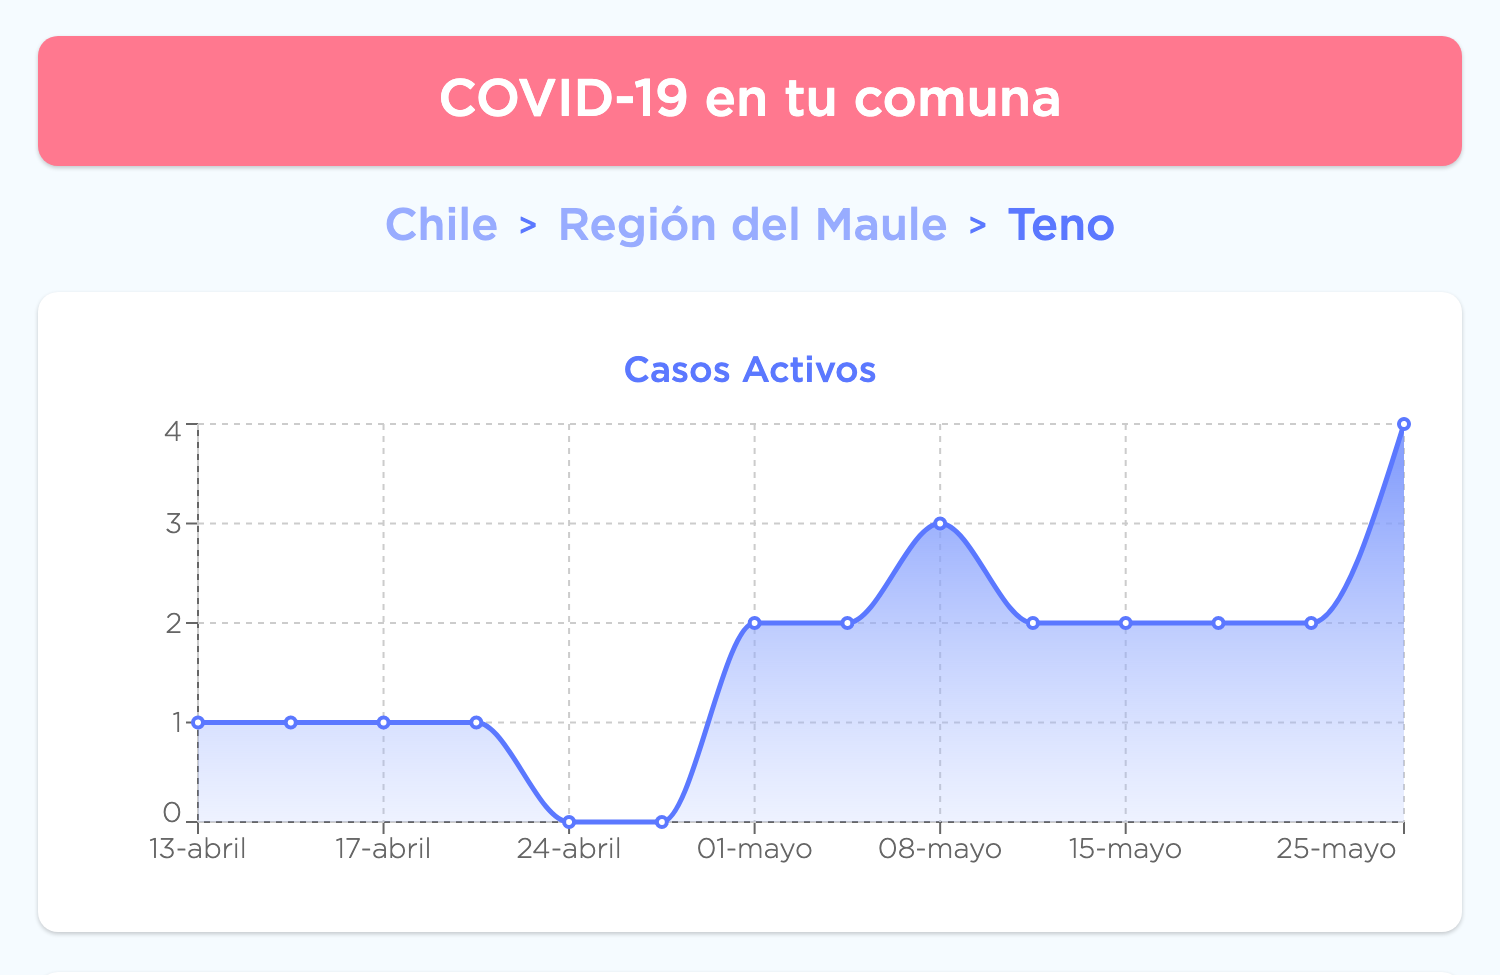 COVID-19 en tu comuna
Chile > Región del Maule > Teno
Casos Activos
4
3
2
1
0
13-abril 17-abril 24-abril 01-mayo 08-mayo 15-mayo 25-mayo